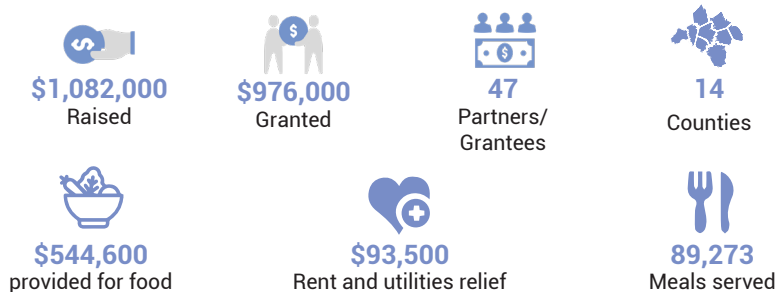 $1,082,000
Raised
$976,000
Granted
47
Partners/
Grantees
14
Counties
$544,600
provided for food
$93,500
Rent and utilities relief
89,273
Meals served